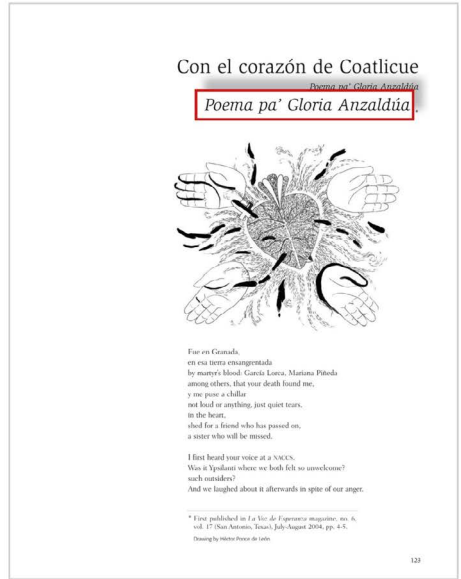 Con el corazón de Coatlicue
Poema pa’ Gloria Anzaldúa
Poema pa’ Gloria Anzaldúa *
Fue en Granada,
en esa tierra ensangrentada
by martyr's blood: García Lorca, Mariana Piñeda
among others, that your death found me,
y me puse a chillar
not loud or anything, just quiet tears,
in the heart,
shed for a friend who has passed on,
a sister who will be missed.
I first heard your voice at a NACCS.
Was it Ypsilanti where we both felt so unwelcome?
such outsiders?
And we laughed about it afterwards in spite of our anger.
* First published in La Voz de Esperanza magazine, no. 6,
vol. 17 (San Antonio, Texas), July-August 2004, pp. 4-5.
Drawing by Héctor Ponce de León
123